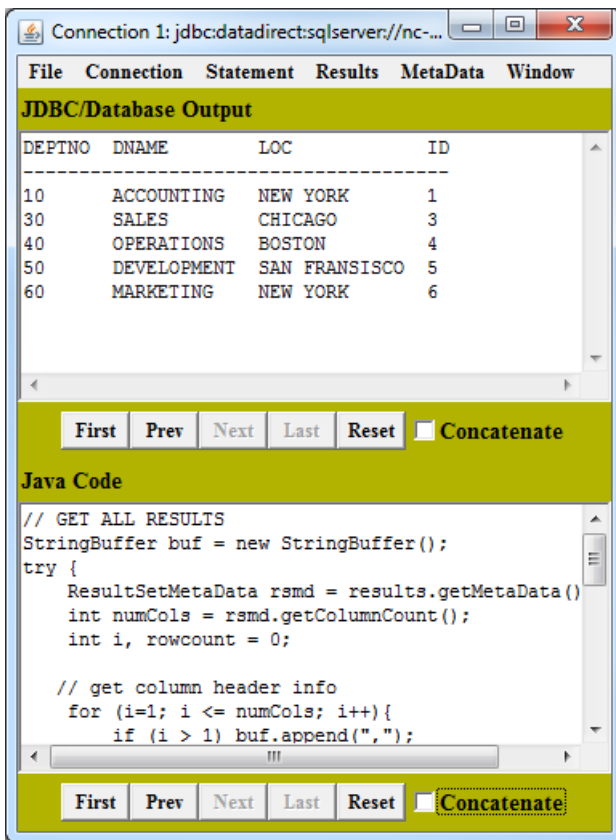 Connection 1: jdbc:datadirect:sqlserver://nc-...
File Connection Statement Results MetaData Window
JDBC/Database Output
DEPTNO DNAME LOC ID
---------------------------------------
10 ACCOUNTING NEW YORK 1
30 SALES CHICAGO 3
40 OPERATIONS BOSTON 4
50 DEVELOPMENT SAN FRANSISCO 5
60 MARKETING NEW YORK 6
First Prev Next Last Reset Concatenate
Java Code
// GET ALL RESULTS
StringBuffer buf = new StringBuffer();
try {
ResultSetMetaData rsmd = results.getMetaData()
int numCols = rsmd.getColumnCount();
int i, rowcount = 0;
// get column header info
for (i=1; i <= numCols; i++){
if (i > 1) buf.append(",");
First Prev Next Last Reset Concatenate